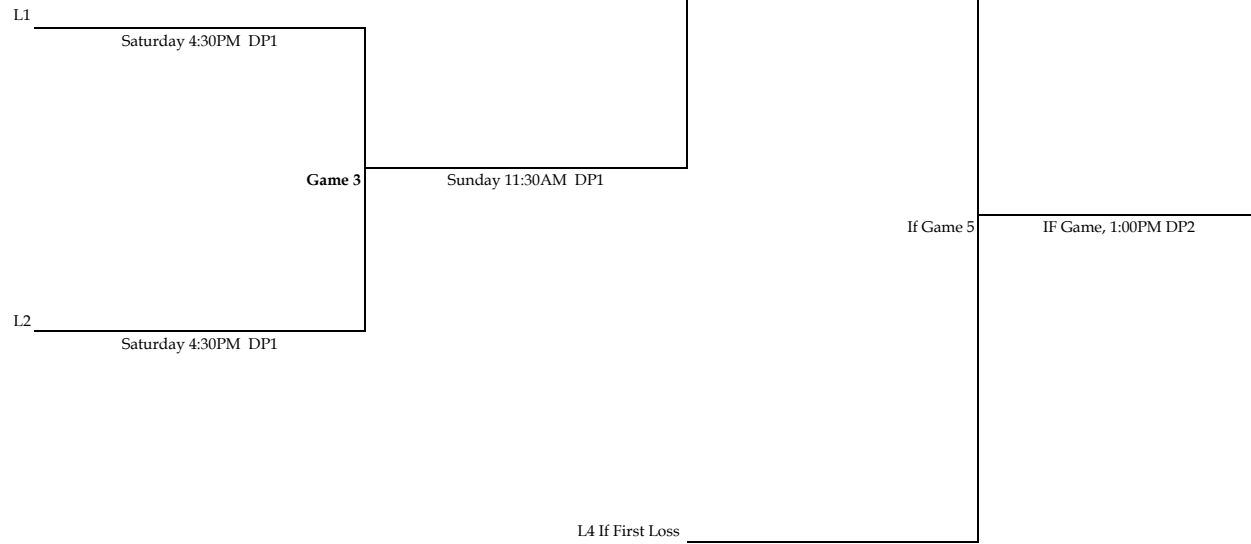 L1
Saturday 4:30PM DP1
Game 3
Sunday 11:30AM DP1
If Game 5
IF Game, 1:00PM DP2
L2
Saturday 4:30PM DP1
L4 If First Loss